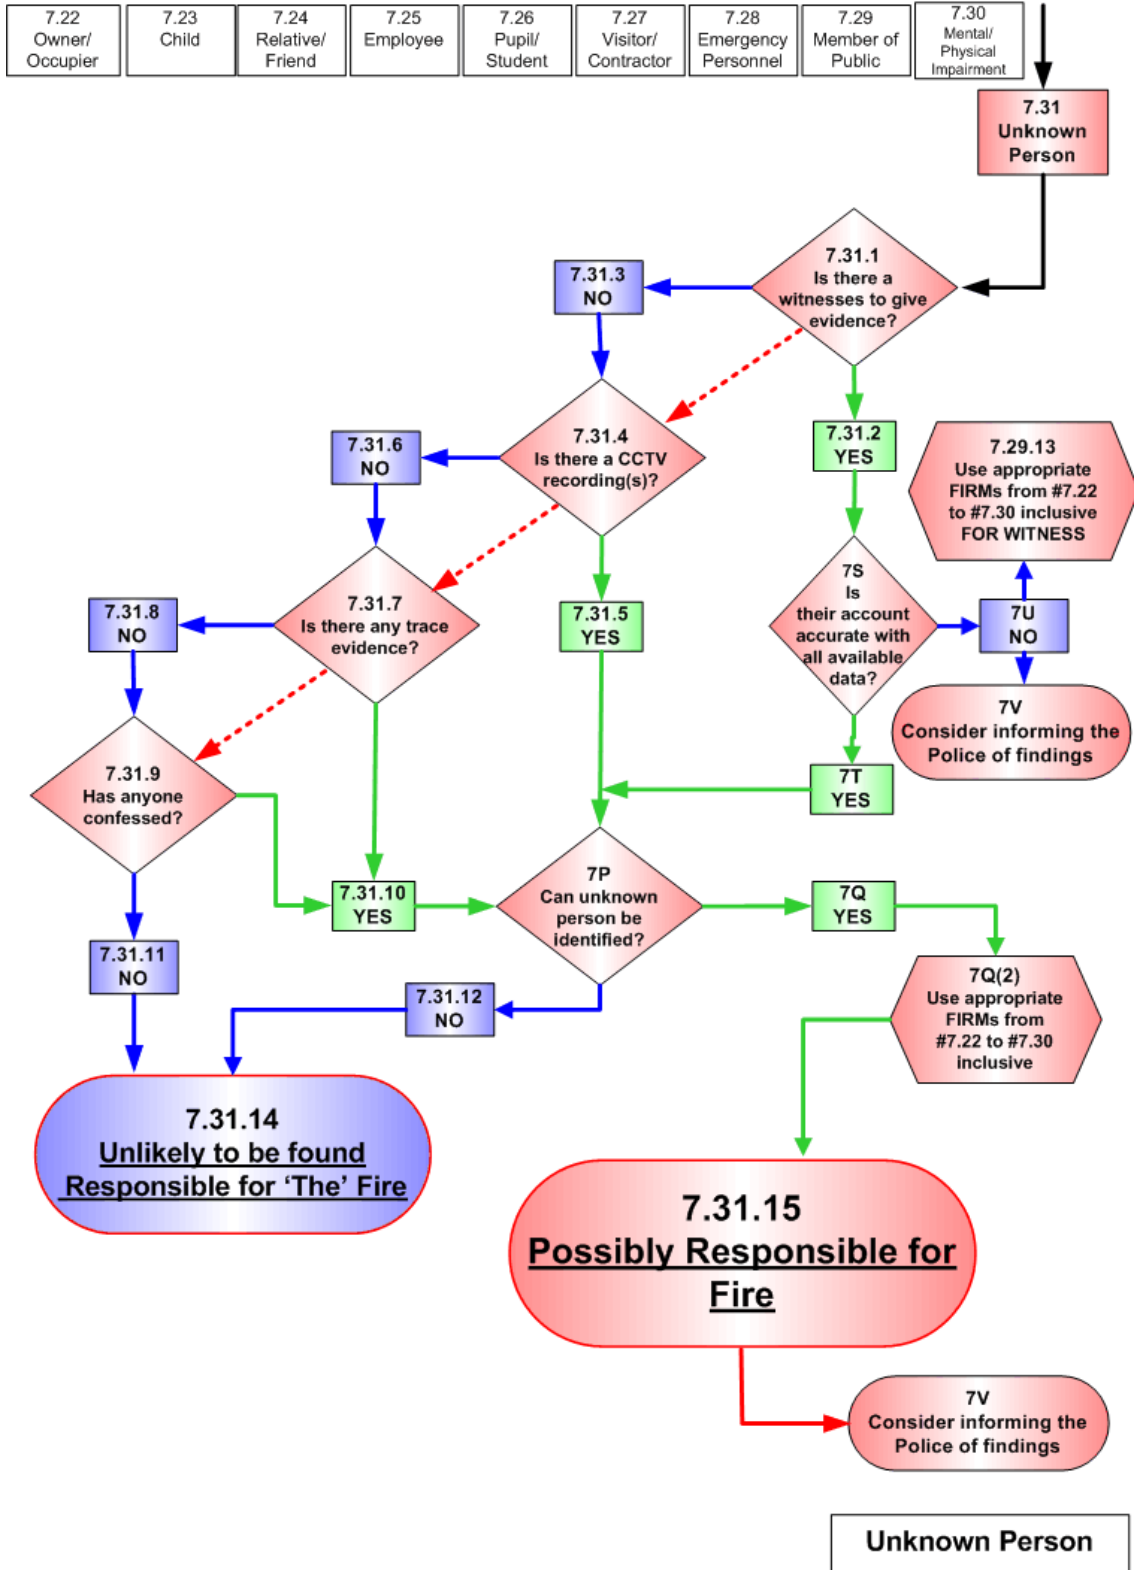 7.22
Owner/
Occupier
7.23
Child
7.24
Relative/
Friend
7.25
Employee
7.26
Pupil/
Student
7.27
Visitor/
Contractor
7.28
Emergency
Personnel
7.29
Member of
Public
7.30
Mental/
Physical
Impairment
7.31
Unknown
Person
7.31.1
Is there a
witnesses to give
evidence?
7.31.3
NO
7.31.2
YES
7.31.4
Is there a CCTV
recording(s)?
7.31.6
NO
7.29.13
Use appropriate
FIRMs from #7.22
to #7.30 inclusive
FOR WITNESS
7S
Is
their account
accurate with
all available
data?
7U
NO
7.31.5
YES
7.31.7
Is there any trace
evidence?
7.31.8
NO
7V
Consider informing the
Police of findings
7T
YES
7.31.9
Has anyone
confessed?
7.31.10
YES
7P
Can unknown
person be
identified?
7Q
YES
7.31.11
NO
7.31.12
NO
7Q(2)
Use appropriate
FIRMs from
#7.22 to #7.30
inclusive
7.31.14
Unlikely to be found
Responsible for ‘The’ Fire
7.31.15
Possibly Responsible for
Fire
7V
Consider informing the
Police of findings
Unknown Person